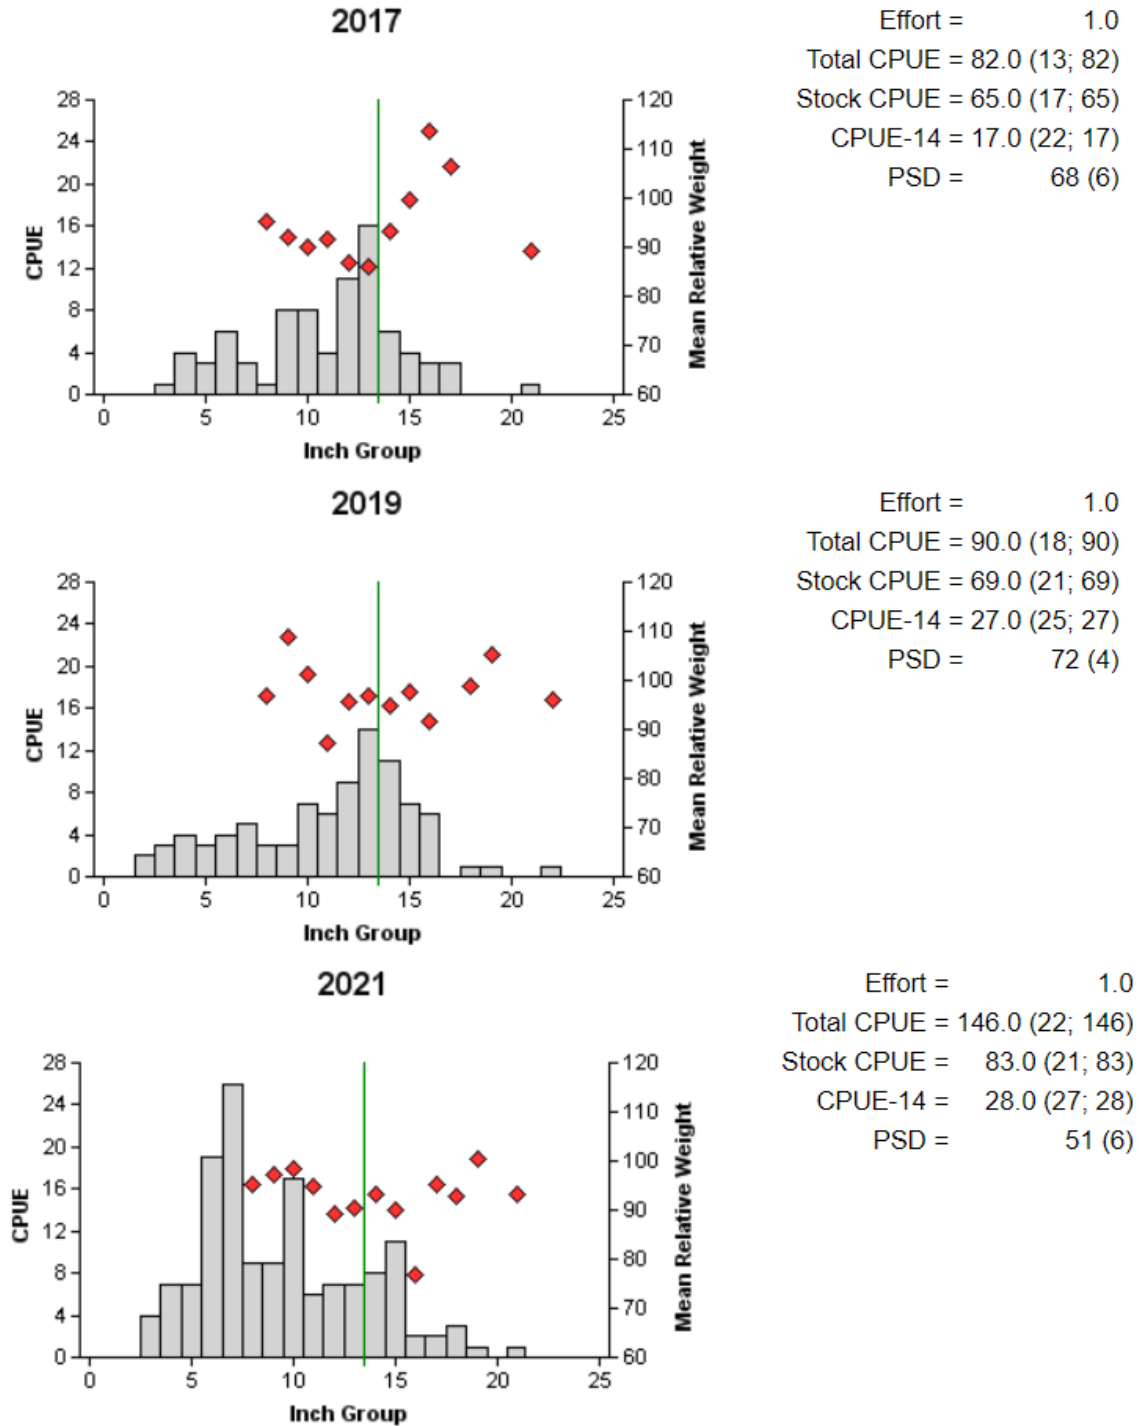 2017
Effort = 1.0
Total CPUE = 82.0 (13; 82)
Stock CPUE = 65.0 (17; 65)
CPUE-14 = 17.0 (22; 17)
PSD = 68 (6)
28
24
20
16
12
8
4
0
CPUE
120
110
100
90
80
70
60
Mean Relative Weight
0 5 10 15 20 25
Inch Group
2019
Effort = 1.0
Total CPUE = 90.0 (18; 90)
Stock CPUE = 69.0 (21; 69)
CPUE-14 = 27.0 (25; 27)
PSD = 72 (4)
28
24
20
16
12
8
4
0
CPUE
120
110
100
90
80
70
60
Mean Relative Weight
0 5 10 15 20 25
Inch Group
2021
Effort = 1.0
Total CPUE = 146.0 (22; 146)
Stock CPUE = 83.0 (21; 83)
CPUE-14 = 28.0 (27; 28)
PSD = 51 (6)
28
24
20
16
12
8
4
0
CPUE
120
110
100
90
80
70
60
Mean Relative Weight
0 5 10 15 20 25
Inch Group